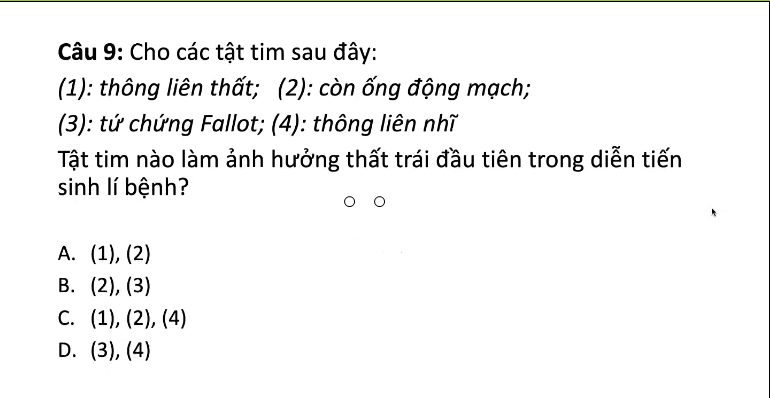 Câu 9: Cho các tật tim sau đây:
(1): thông liên thất; (2): còn ống động mạch;
(3): tứ chứng Fallot; (4): thông liên nhĩ
Tật tim nào làm ảnh hưởng thất trái đầu tiên trong diễn tiến
sinh lí bệnh?
A. (1), (2)
B. (2), (3)
C. (1), (2), (4)
D. (3), (4)